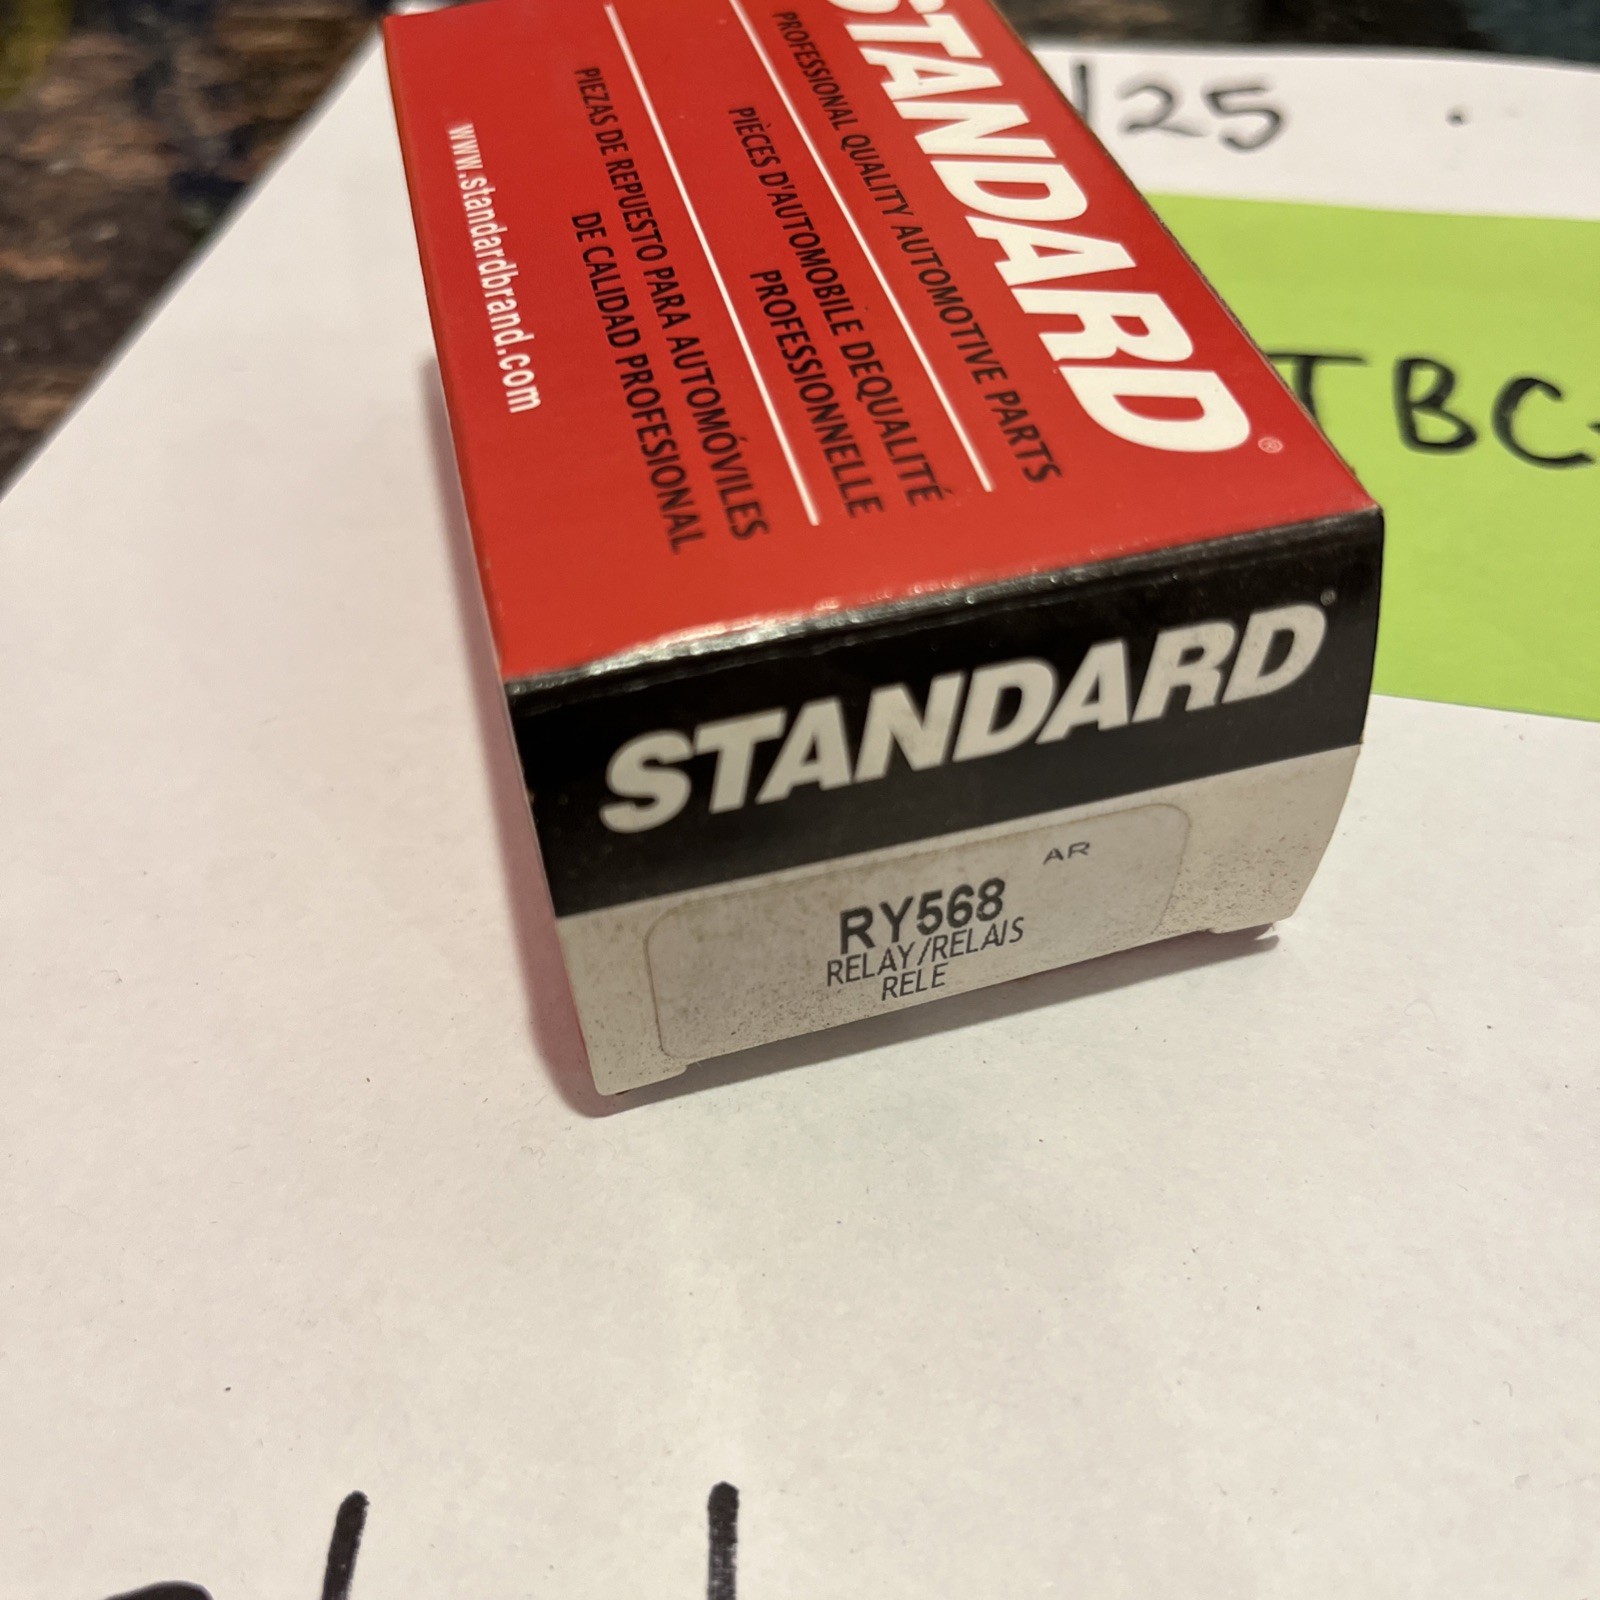 STANDARD®
PROFESSIONAL QUALITY AUTOMOTIVE PARTS
PIÈCES D'AUTOMOBILE DEQUALITÉ
PROFESSIONNELLE
PIEZAS DE REPUESTO PARA AUTOMÓVILES
DE CALIDAD PROFESIONAL
www.standardbrand.com
STANDARD®
AR
RY568
RELAY/RELAIS
RELE
125
TBC-